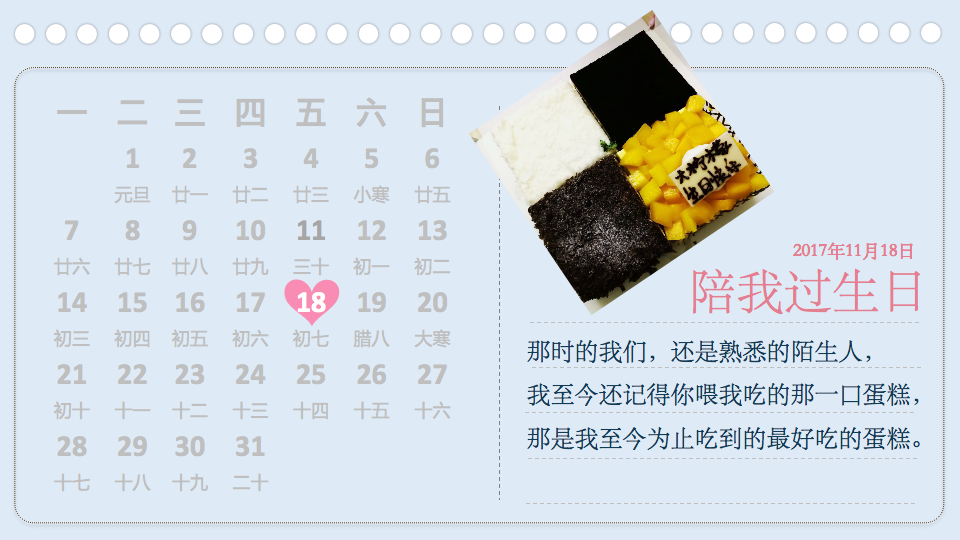 一 二 三 四 五 六 日
1 2 3 4 5 6
元旦 廿一 廿二 廿三 小寒 廿五
7 8 9 10 11 12 13
廿六 廿七 廿八 廿九 三十 初一 初二
14 15 16 17 18 19 20
初三 初四 初五 初六 初七 腊八 大寒
21 22 23 24 25 26 27
初十 十一 十二 十三 十四 十五 十六
28 29 30 31
十七 十八 十九 二十
大柠檬
生日快乐
2017年11月18日
陪我过生日
那时的我们，还是熟悉的陌生人，
我至今还记得你喂我吃的那一口蛋糕，
那是我至今为止吃到的最好吃的蛋糕。